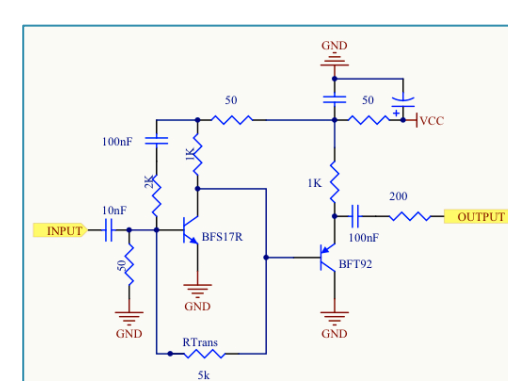 GND
50
50
VCC
100nF
1K
2K
1K
200
10nF
INPUT
BFS17R
OUTPUT
100nF
50
BFT92
GND
GND
GND
RTrans
5k